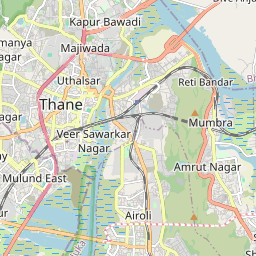 Kapur Bawadi
Majiwada
Uthalsar
Reti Bandar
Thane
Mumbra
Veer Sawarkar
Nagar
Amrut Nagar
Mulund East
Airoli